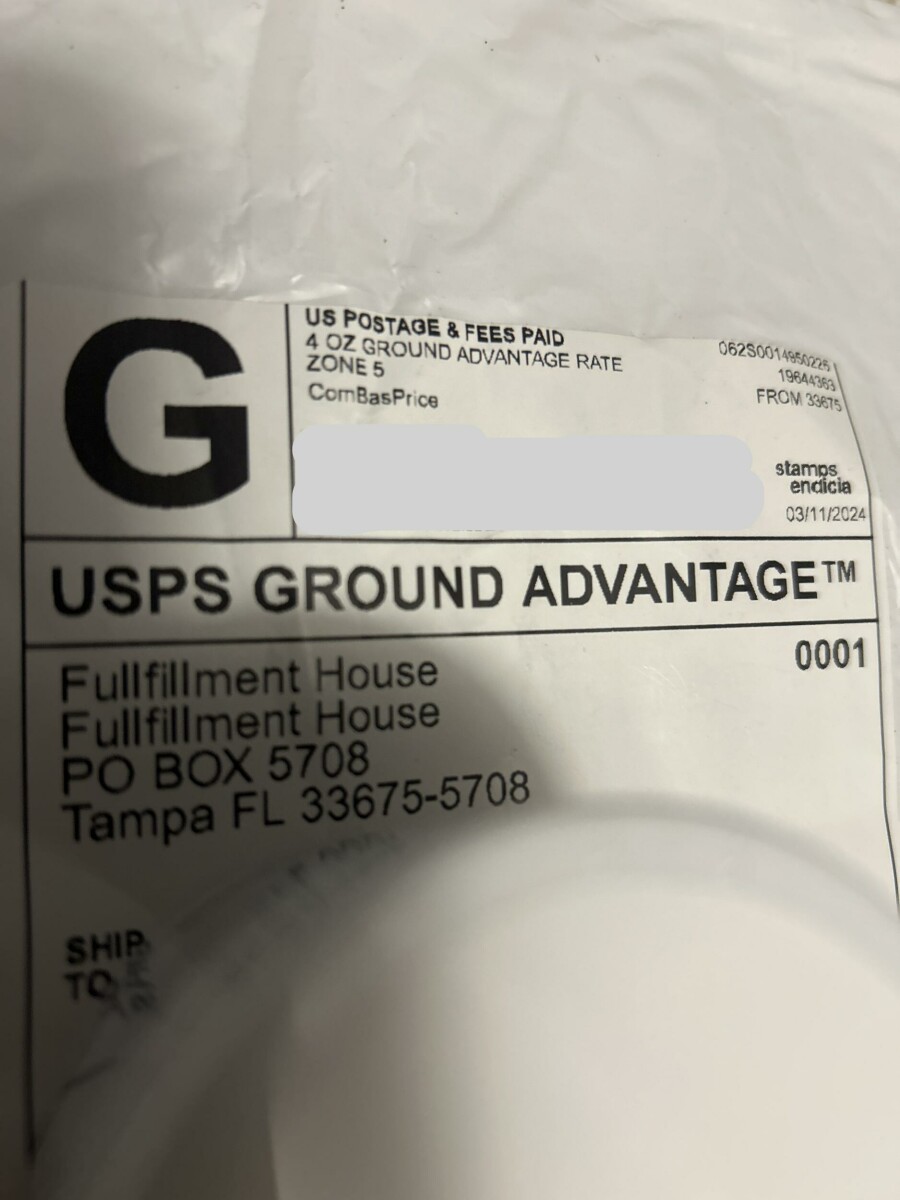 G
US POSTAGE & FEES PAID
4 OZ GROUND ADVANTAGE RATE
ZONE 5
ComBasPrice
062S0014950225
19644363
FROM 33675
stamps
endicia
03/11/2024
USPS GROUND ADVANTAGE™
0001
Fullfillment House
Fullfillment House
PO BOX 5708
Tampa FL 33675-5708
SHIP
TO